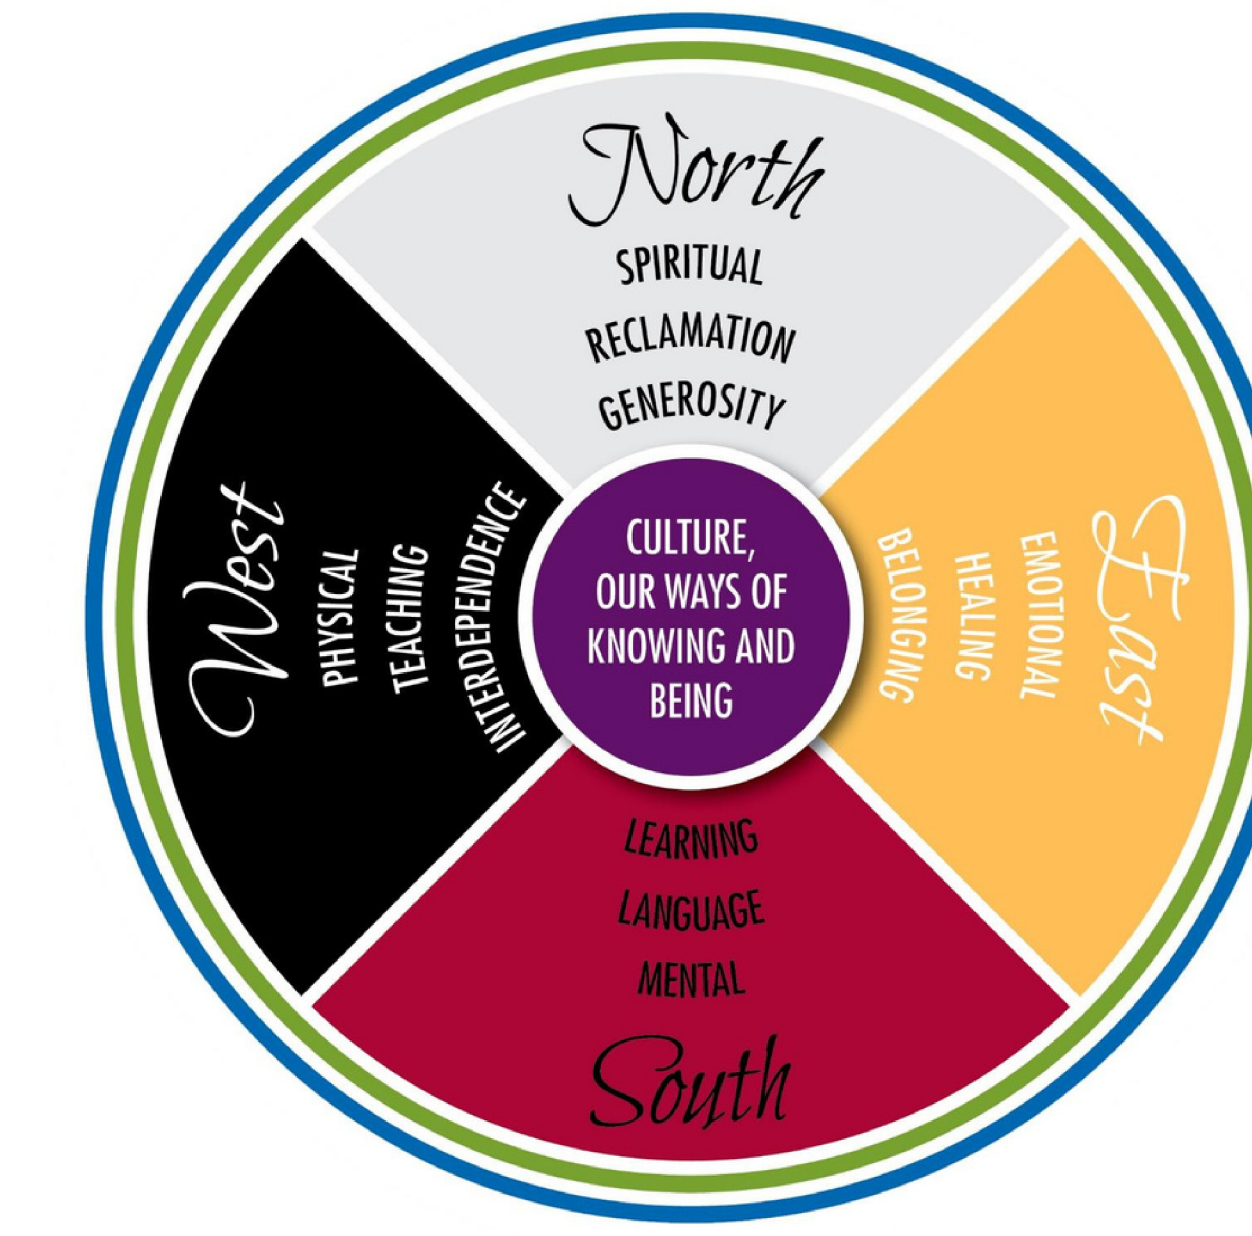 North
SPIRITUAL
RECLAMATION
GENEROSITY
West
PHYSICAL
TEACHING
INTERDEPENDENCE
CULTURE,
OUR WAYS OF
KNOWING AND
BEING
East
EMOTIONAL
HEALING
BELONGING
LEARNING
LANGUAGE
MENTAL
South